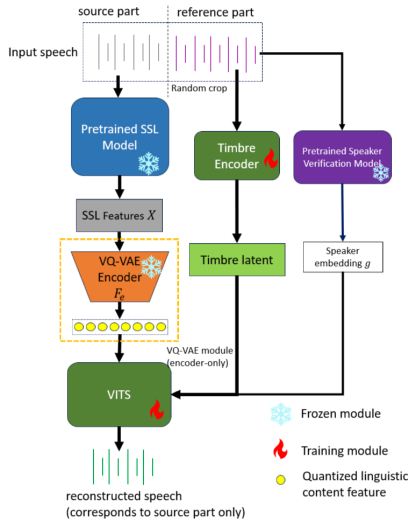 source part
reference part
Input speech
Random crop
Pretrained SSL
Model
Timbre
Encoder
Pretrained Speaker
Verification Model
SSL Features X
VQ-VAE
Encoder
Fe
Timbre latent
Speaker
embedding g
VQ-VAE module
(encoder-only)
VITS
Frozen module
Training module
Quantized linguistic
content feature
reconstructed speech
(corresponds to source part only)